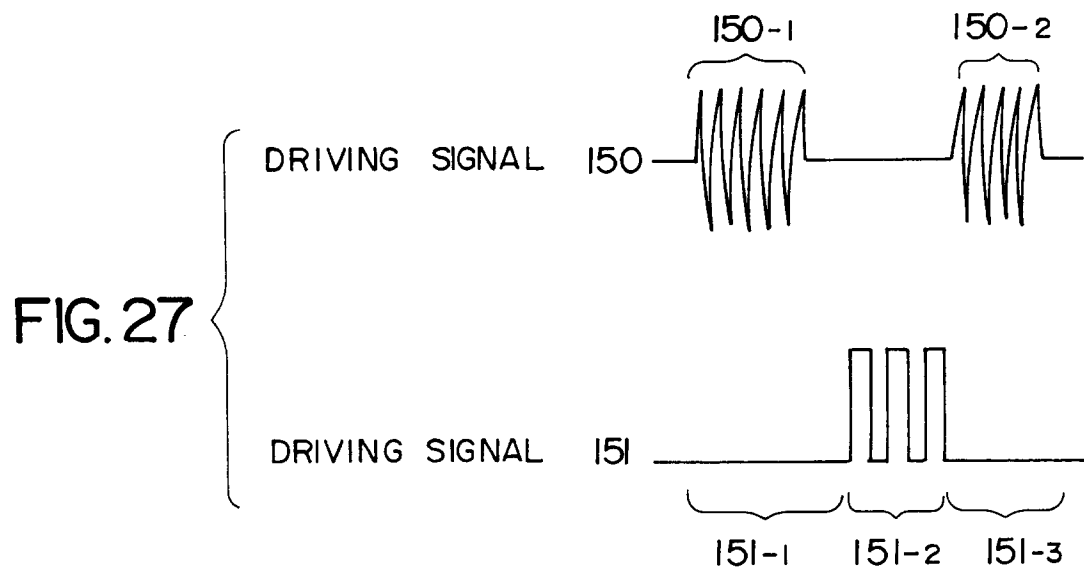 150-1
150-2
DRIVING SIGNAL 150
FIG. 27
DRIVING SIGNAL 151
151-1
151-2
151-3